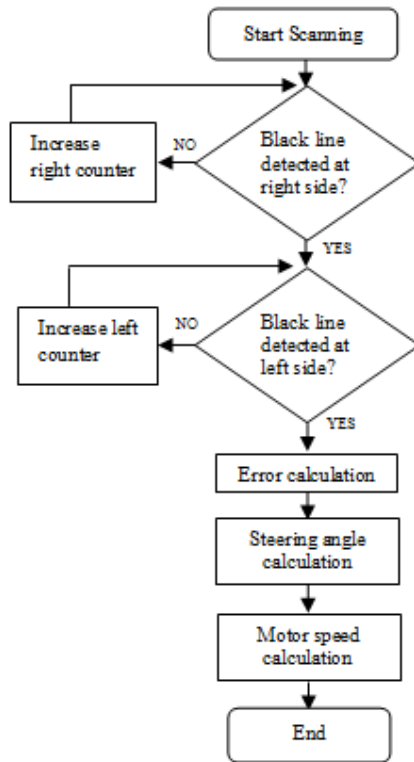 Start Scanning
Black line
detected at
right side?
NO
Increase
right counter
YES
Black line
detected at
left side?
NO
Increase left
counter
YES
Error calculation
Steering angle
calculation
Motor speed
calculation
End